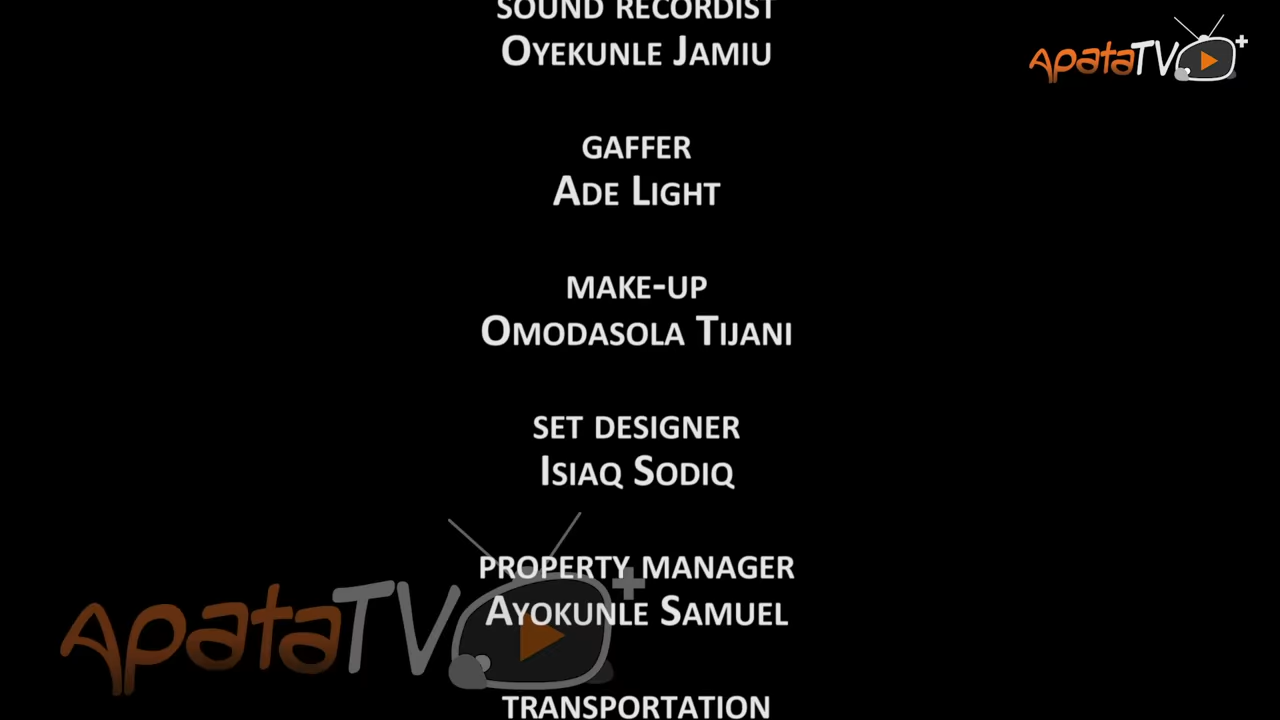 SOUND RECORDIST
OYEKUNLE JAMIU
ApataTV+
GAFFER
ADE LIGHT
MAKE-UP
OMODASOLA TIJANI
SET DESIGNER
ISIAQ SODIQ
PROPERTY MANAGER
AYOKUNLE SAMUEL
ApataTV+
TRANSPORTATION